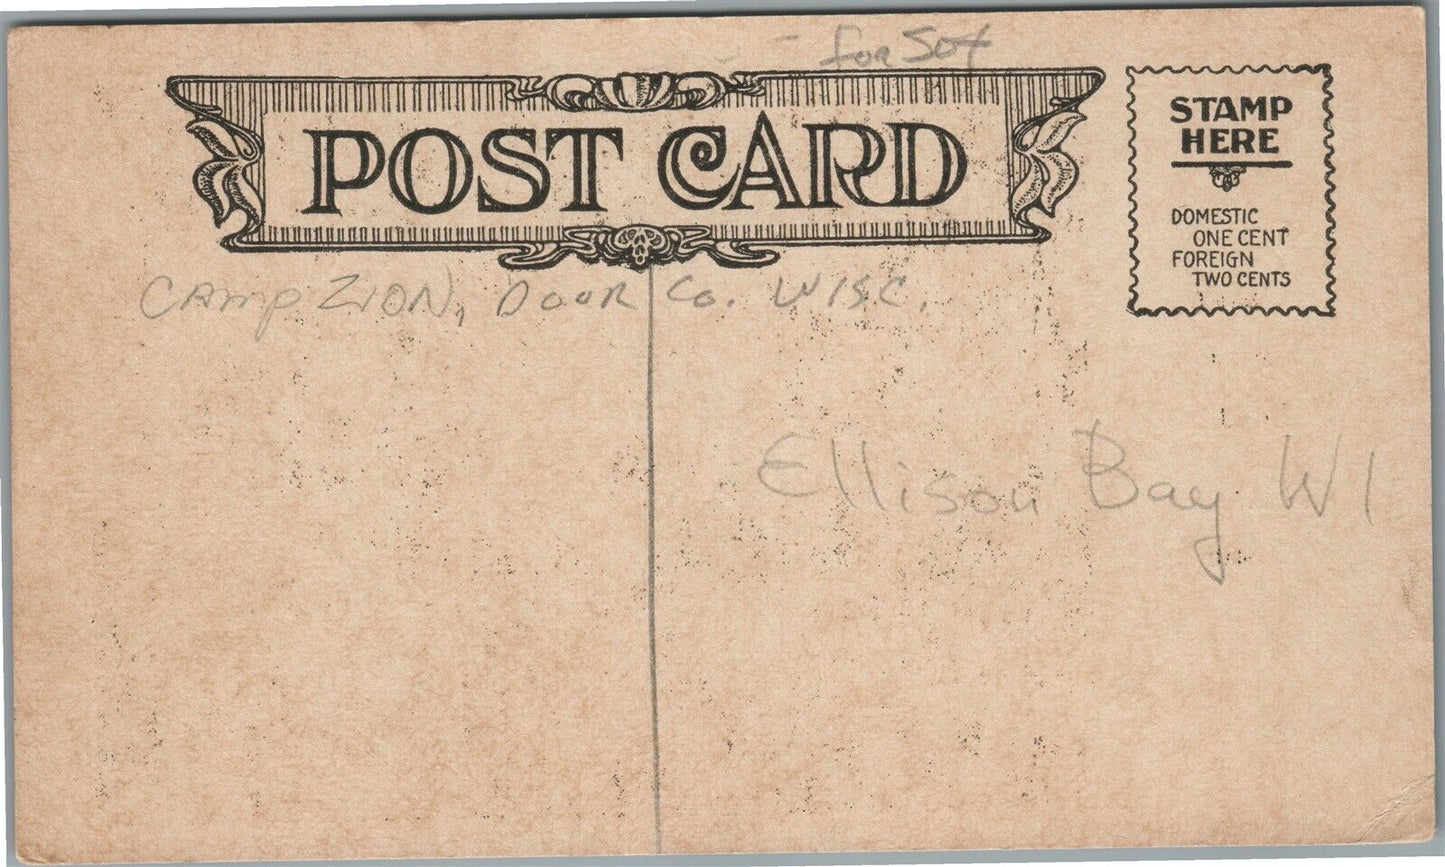 for 50¢
POST CARD
STAMP
HERE
DOMESTIC
ONE CENT
FOREIGN
TWO CENTS
CAMP ZION, DOOR CO. WISC.
Ellison Bay WI